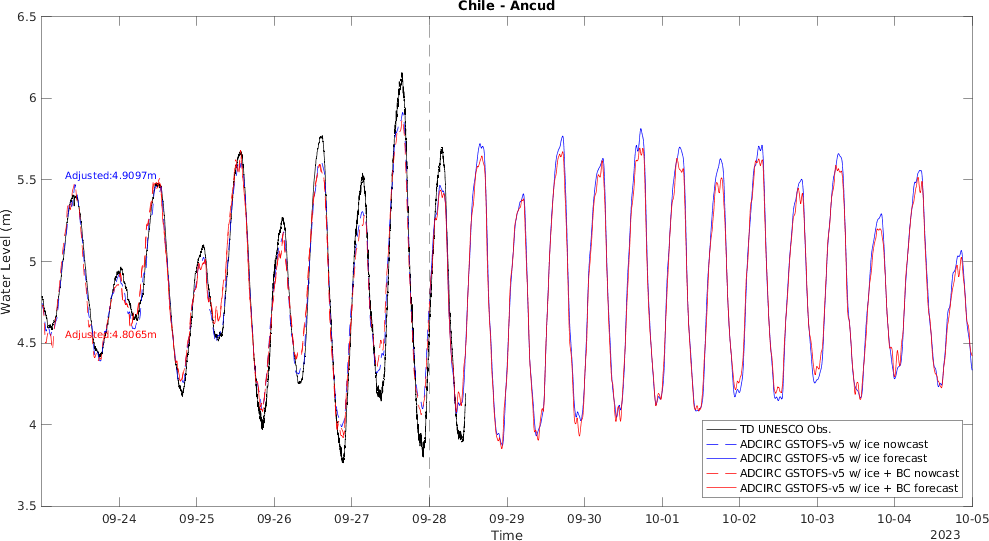 Chile - Ancud
6.5
6
5.5
5
4.5
4
3.5
Water Level (m)
Adjusted:4.9097m
Adjusted:4.8065m
TD UNESCO Obs.
ADCIRC GSTOFS-v5 w/ ice nowcast
ADCIRC GSTOFS-v5 w/ ice forecast
ADCIRC GSTOFS-v5 w/ ice + BC nowcast
ADCIRC GSTOFS-v5 w/ ice + BC forecast
09-24 09-25 09-26 09-27 09-28 09-29 09-30 10-01 10-02 10-03 10-04 10-05
Time
2023